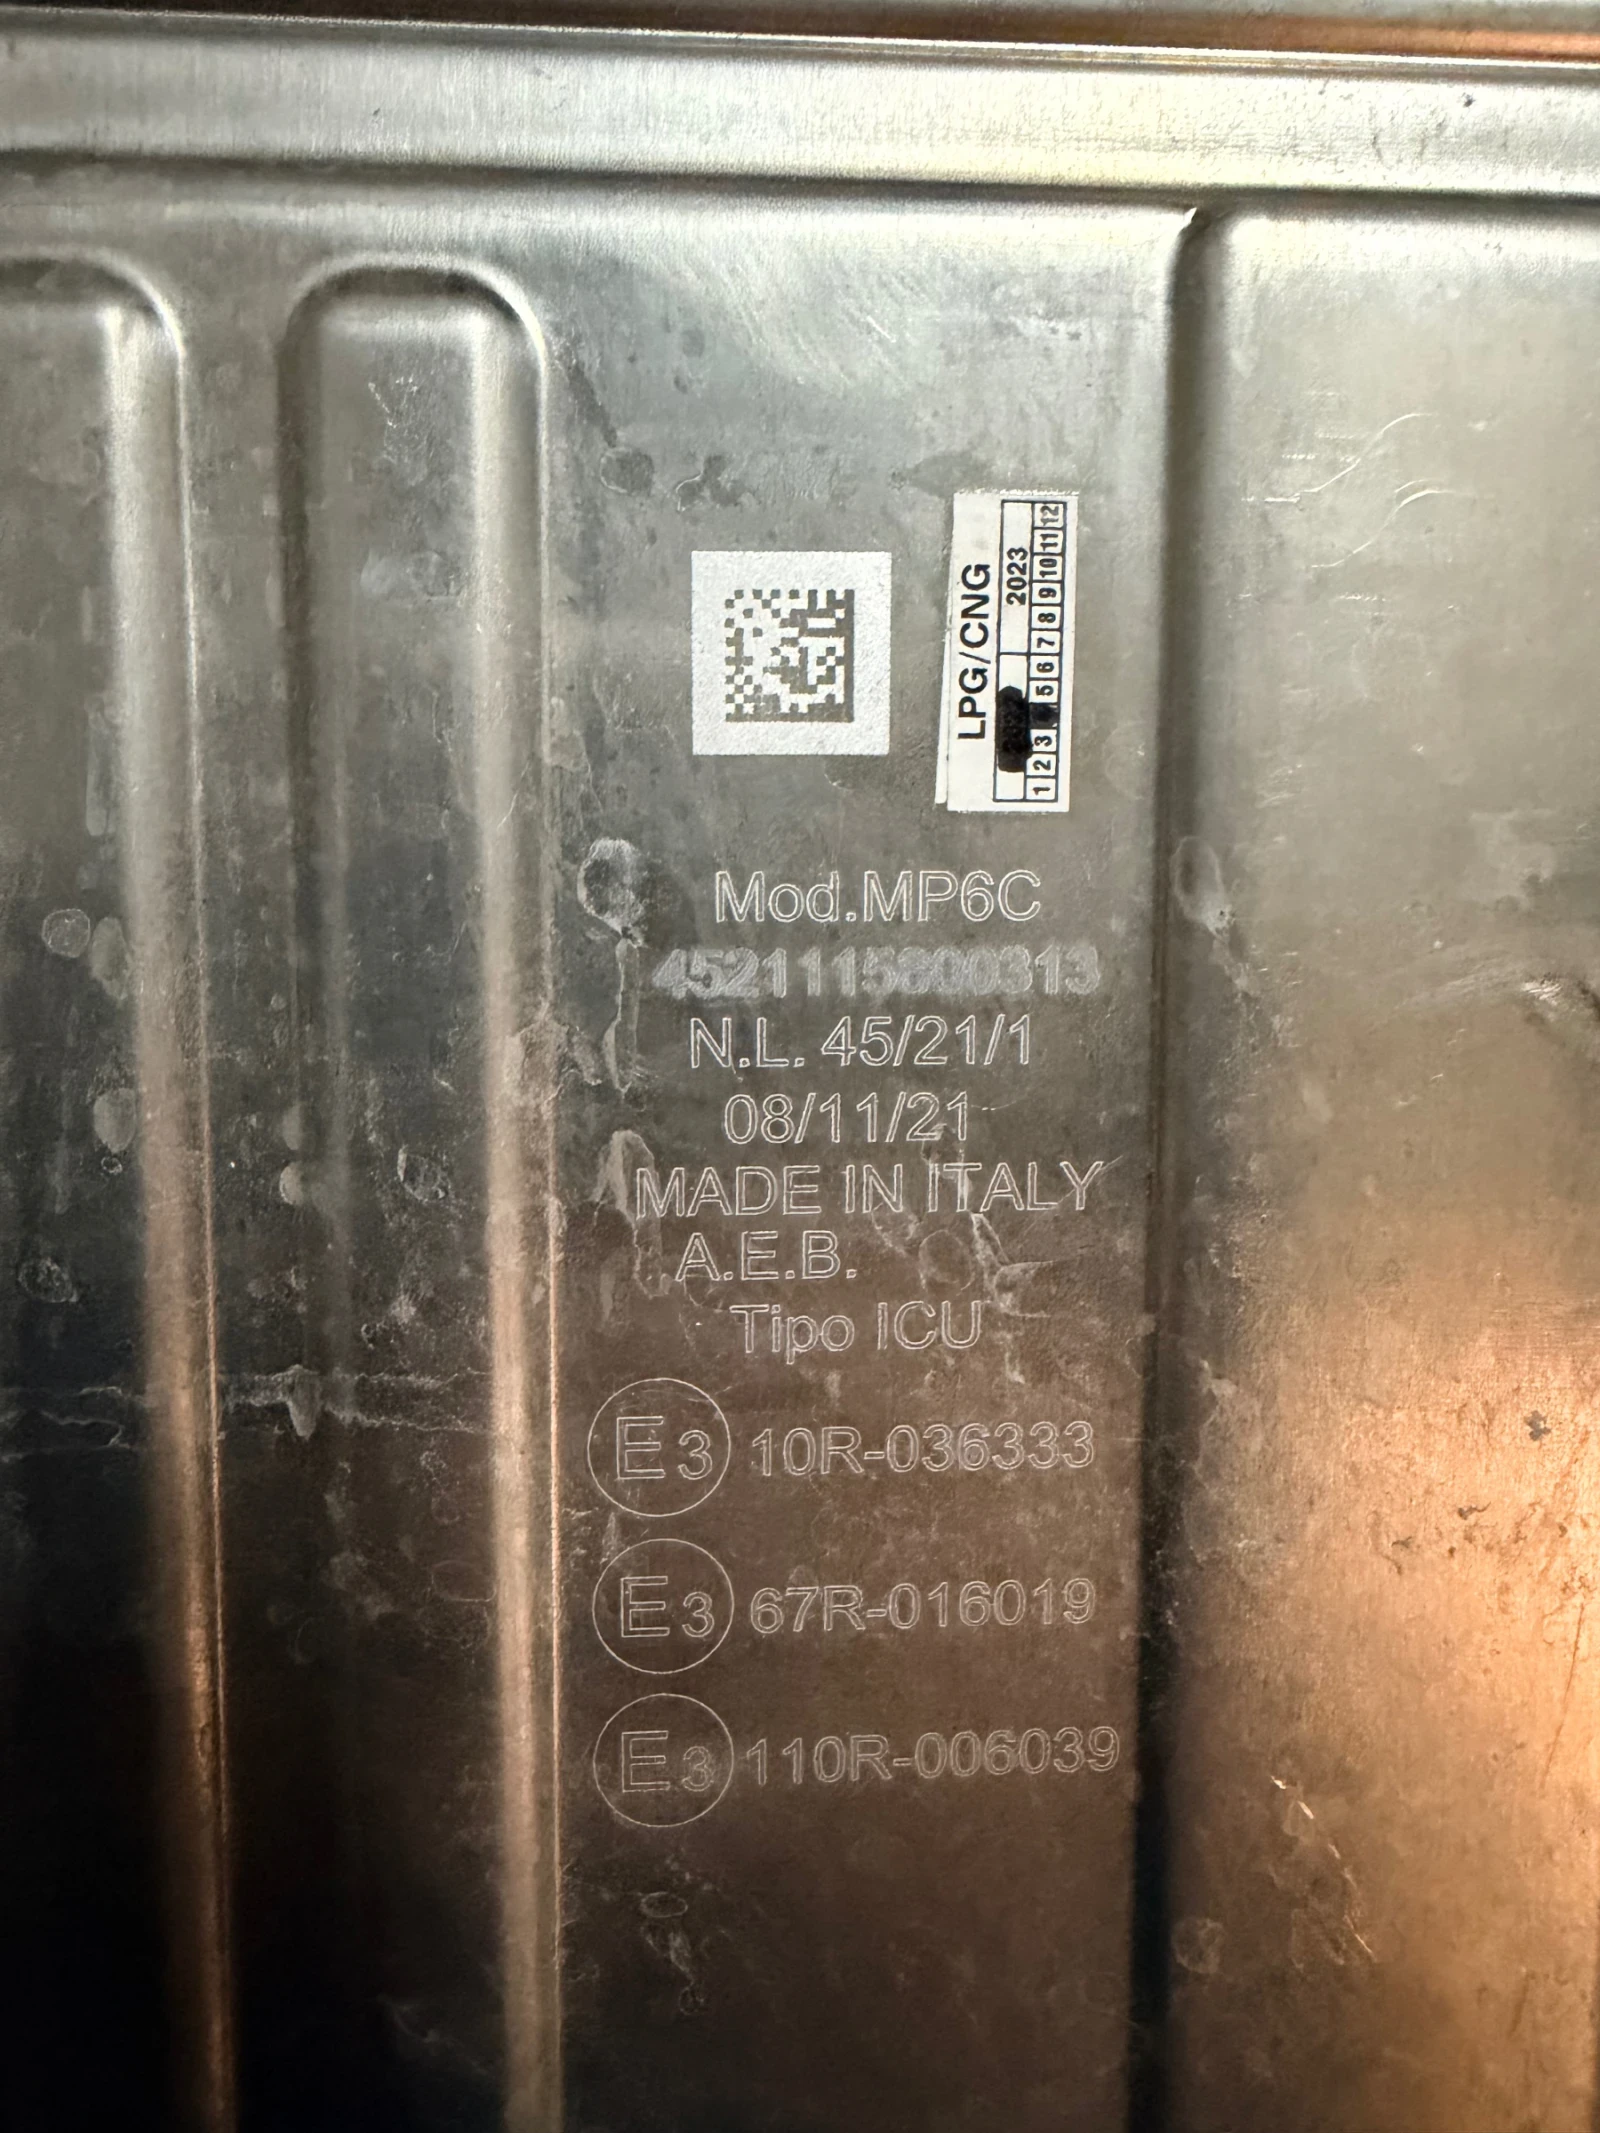 LPG/CNG
2023
1 2 3 5 6 7 8 9 10 11 12
Mod.MP6C
4521115800313
N.L. 45/21/1
08/11/21
MADE IN ITALY
A.E.B.
Tipo ICU
E3 10R-036333
E3 67R-016019
E3 110R-006039